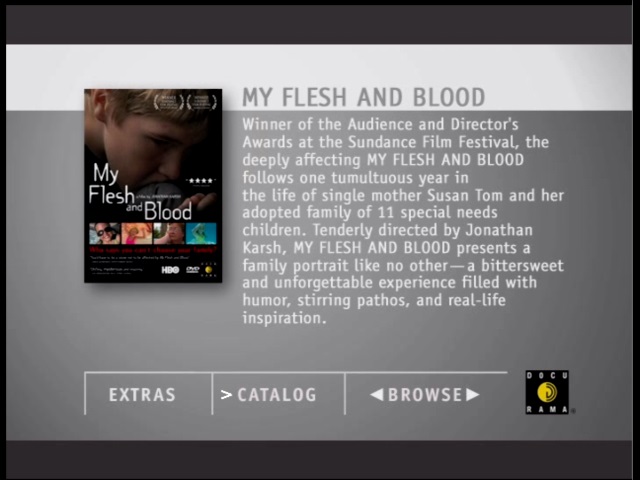 MY FLESH AND BLOOD
Winner of the Audience and Director's
Awards at the Sundance Film Festival, the
deeply affecting MY FLESH AND BLOOD
follows one tumultuous year in
the life of single mother Susan Tom and her
adopted family of 11 special needs
children. Tenderly directed by Jonathan
Karsh, MY FLESH AND BLOOD presents a
family portrait like no other—a bittersweet
and unforgettable experience filled with
humor, stirring pathos, and real-life
inspiration.
My
Flesh
and Blood
HBO
DVD
EXTRAS
>CATALOG
◀BROWSE▶
DOCU
RAMA